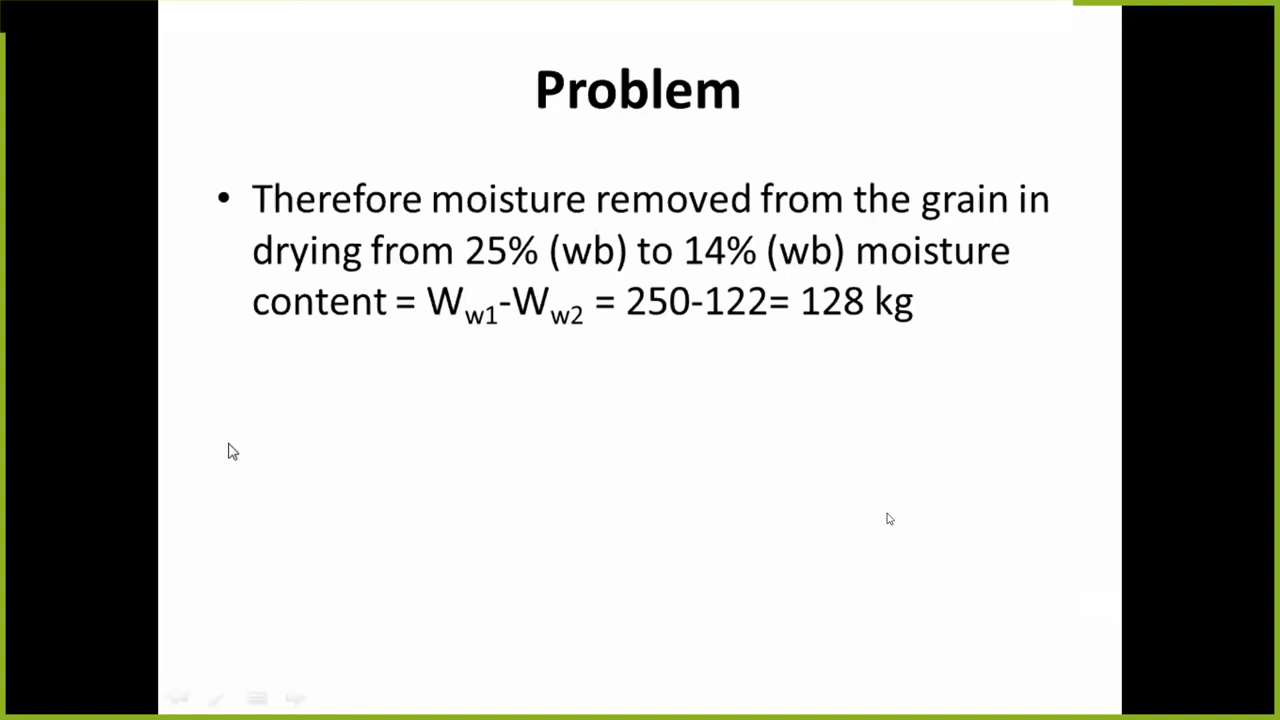 Problem
• Therefore moisture removed from the grain in
drying from 25% (wb) to 14% (wb) moisture
content = Ww1-Ww2 = 250-122= 128 kg